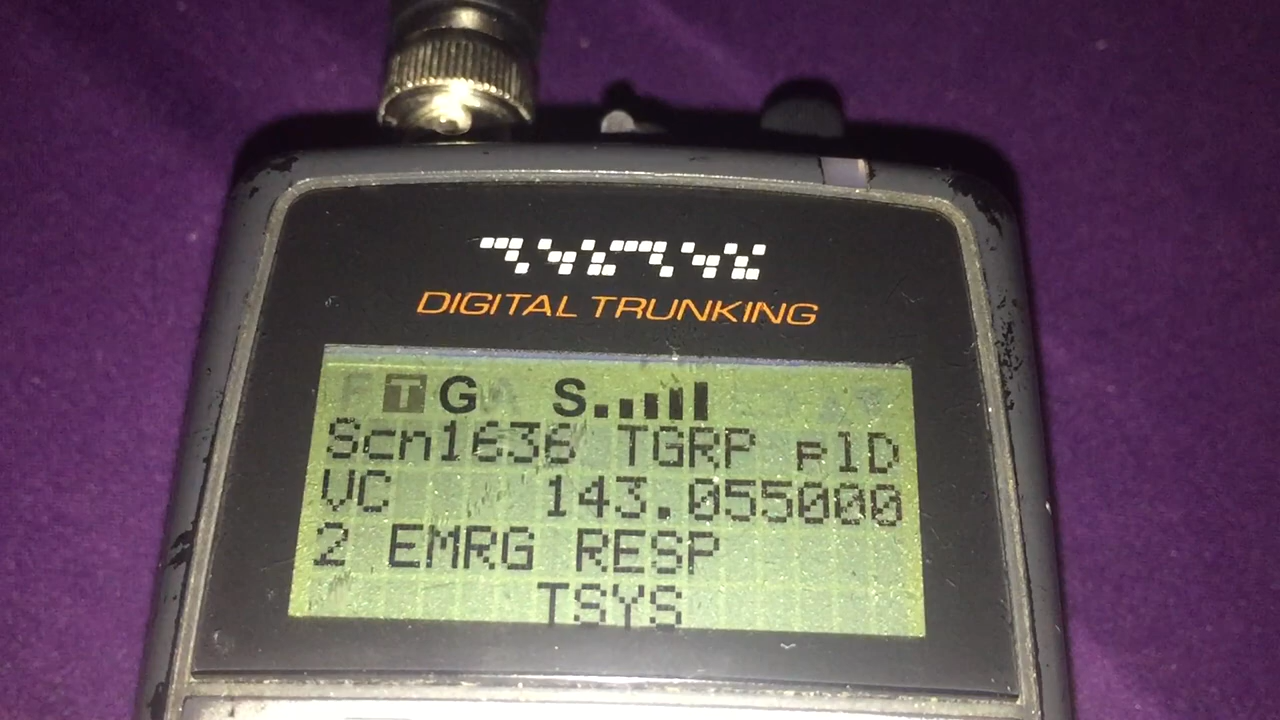 DIGITAL TRUNKING
T G S
Scn1636 TGRP p1D
VC 143.055000
2 EMRG RESP
TSYS